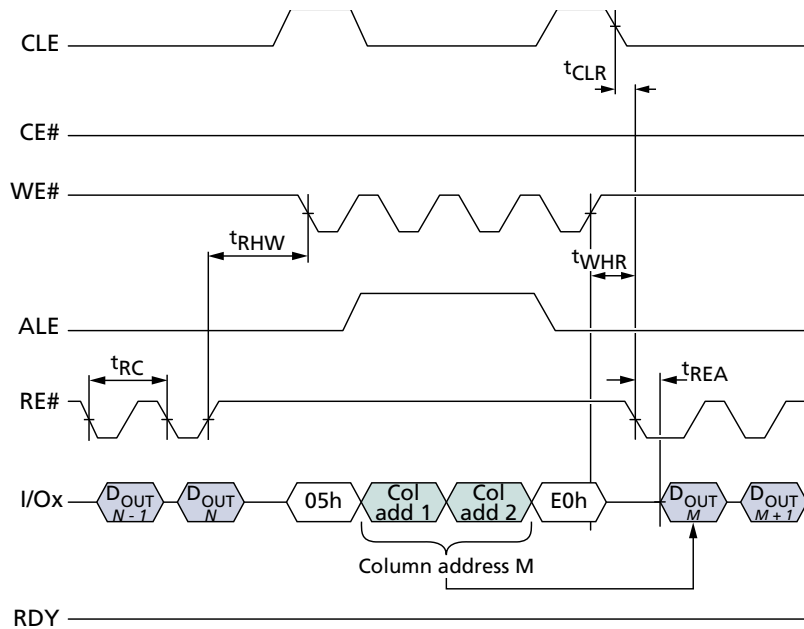 CLE
tCLR
CE#
WE#
tRHW
tWHR
ALE
tRC
tREA
RE#
I/Ox
DOUT N - 1
DOUT N
05h
Col add 1
Col add 2
E0h
DOUT M
DOUT M + 1
Column address M
RDY